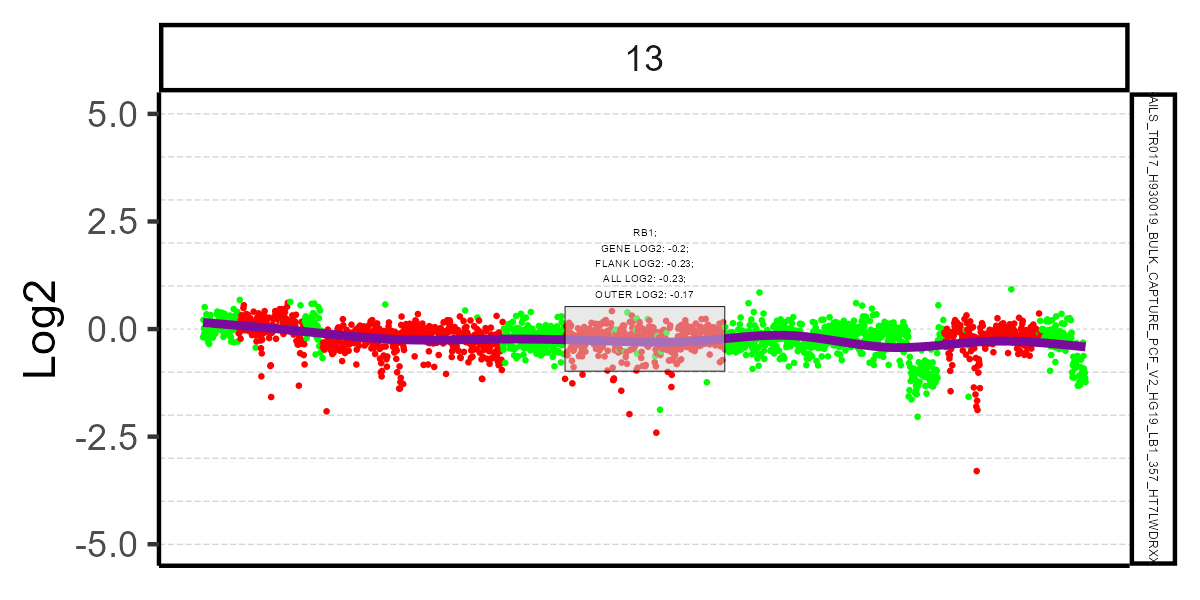 13
5.0
2.5
0.0
-2.5
-5.0
Log2
RB1;
GENE LOG2: -0.2;
FLANK LOG2: -0.23;
ALL LOG2: -0.23;
OUTER LOG2: -0.17
AILS_TR017_H930019_BULK_CAPTURE_PCF_V2_HG19_LB1_357_HT7LWDRXX